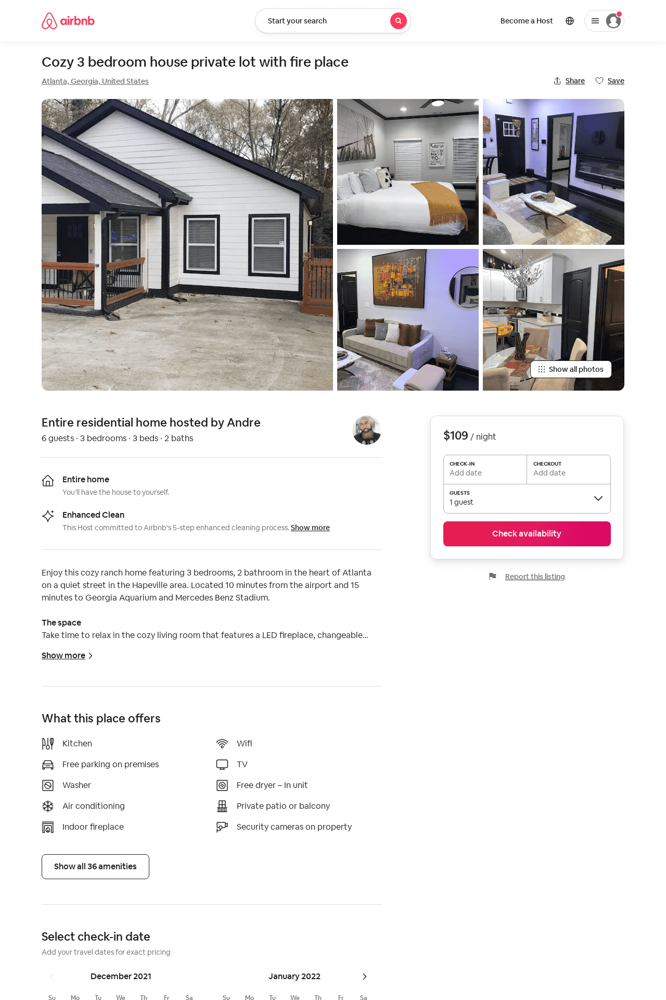 airbnb
Start your search
Become a Host
Cozy 3 bedroom house private lot with fire place
Atlanta, Georgia, United States
Share
Save
Show all photos
Entire residential home hosted by Andre
6 guests · 3 bedrooms · 3 beds · 2 baths
$109 / night
CHECK-IN
Add date
CHECKOUT
Add date
GUESTS
1 guest
Check availability
Report this listing
Entire home
You'll have the house to yourself.
Enhanced Clean
This Host committed to Airbnb's 5-step enhanced cleaning process. Show more
Enjoy this cozy ranch home featuring 3 bedrooms, 2 bathroom in the heart of Atlanta
on a quiet street in the Hapeville area. Located 10 minutes from the airport and 15
minutes to Georgia Aquarium and Mercedes Benz Stadium.
The space
Take time to relax in the cozy living room that features a LED fireplace, changeable…
Show more
What this place offers
Kitchen
Wifi
Free parking on premises
TV
Washer
Free dryer – In unit
Air conditioning
Private patio or balcony
Indoor fireplace
Security cameras on property
Show all 36 amenities
Select check-in date
Add your travel dates for exact pricing
December 2021
January 2022
Su Mo Tu We Th Fr Sa
Su Mo Tu We Th Fr Sa